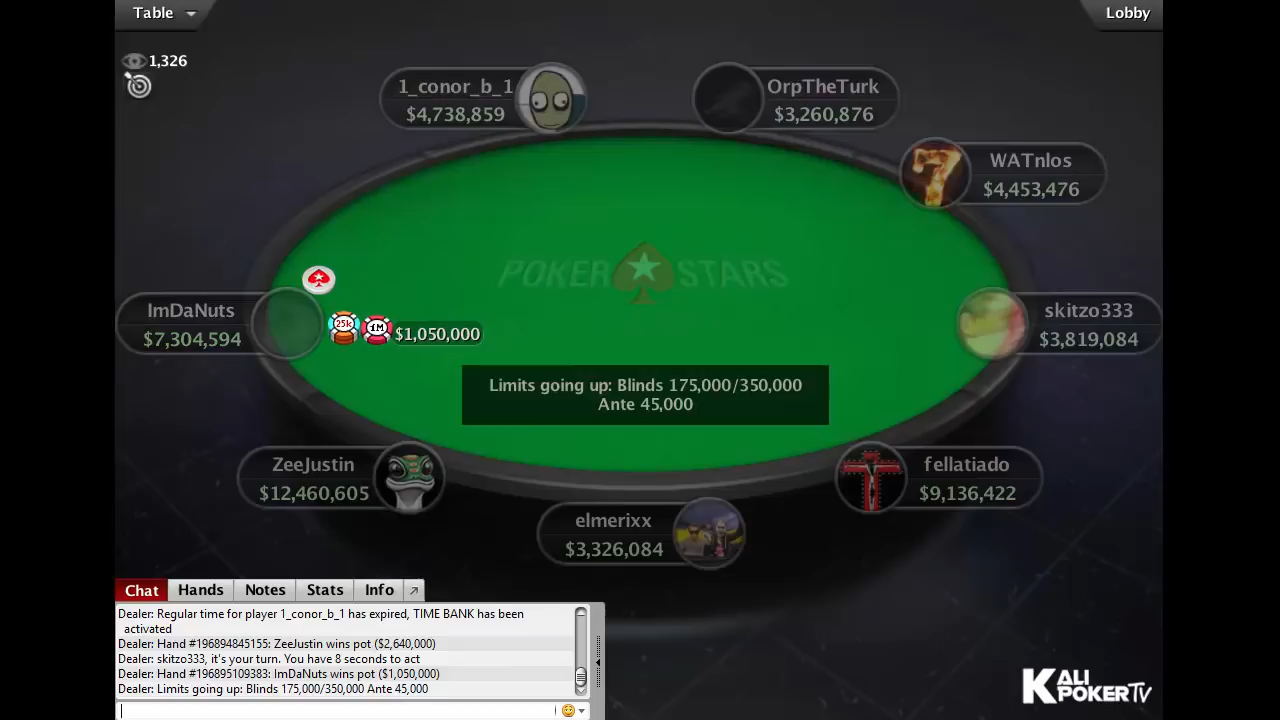 Table
Lobby
1,326
1_conor_b_1
$4,738,859
OrpTheTurk
$3,260,876
WATnlos
$4,453,476
7
POKER STARS
ImDaNuts
$7,304,594
25k
1M
$1,050,000
skitzo333
$3,819,084
Limits going up: Blinds 175,000/350,000
Ante 45,000
ZeeJustin
$12,460,605
fellatiado
$9,136,422
elmerixx
$3,326,084
Chat Hands Notes Stats Info
Dealer: Regular time for player 1_conor_b_1 has expired, TIME BANK has been
activated
Dealer: Hand #196894845155: ZeeJustin wins pot ($2,640,000)
Dealer: skitzo333, it's your turn. You have 8 seconds to act
Dealer: Hand #196895109383: ImDaNuts wins pot ($1,050,000)
Dealer: Limits going up: Blinds 175,000/350,000 Ante 45,000
KALI
POKERTV